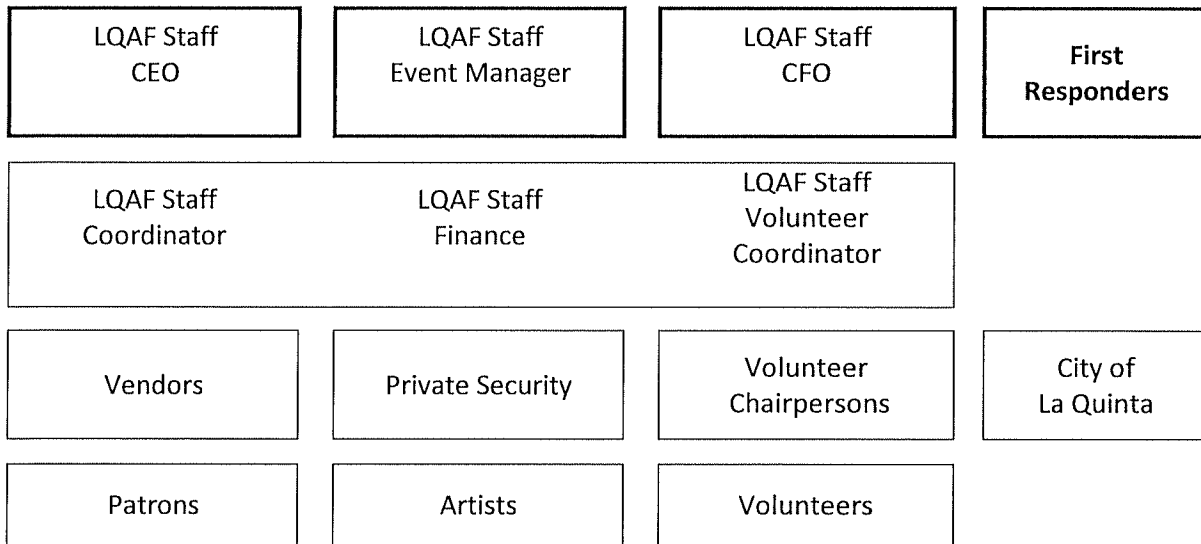 LQAF Staff
CEO
LQAF Staff
Event Manager
LQAF Staff
CFO
First
Responders
LQAF Staff
Coordinator
LQAF Staff
Finance
LQAF Staff
Volunteer
Coordinator
Vendors
Private Security
Volunteer
Chairpersons
City of
La Quinta
Patrons
Artists
Volunteers